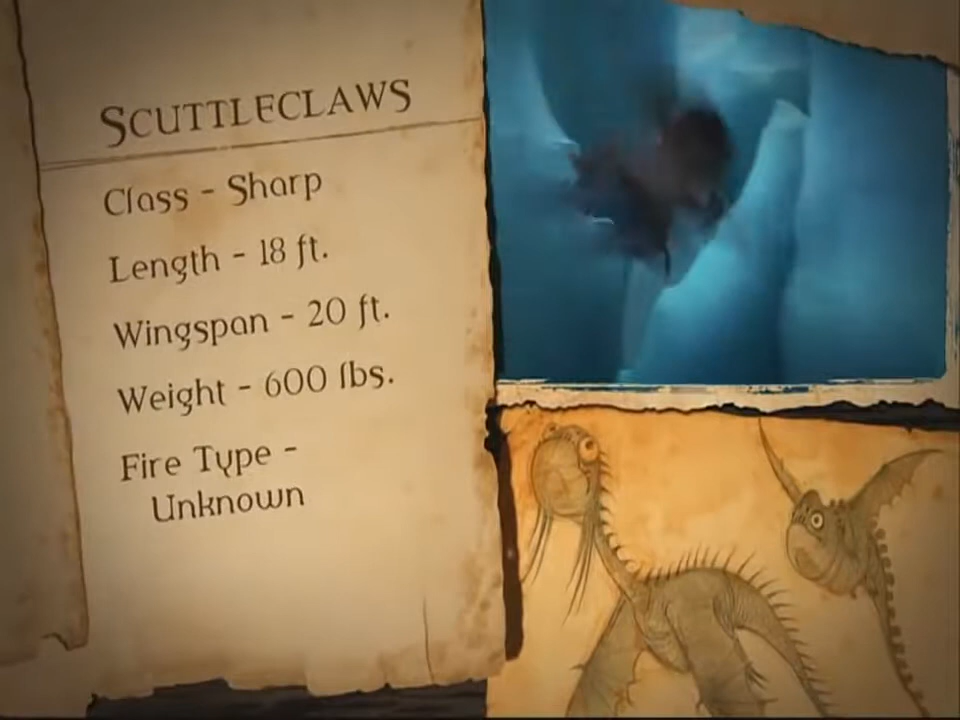 SCUTTLECLAWS
Class - Sharp
Length - 18 ft.
Wingspan - 20 ft.
Weight - 600 lbs.
Fire Type -
Unknown